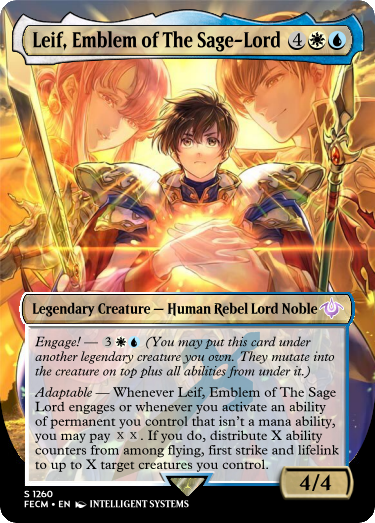 Leif, Emblem of The Sage-Lord 4
Legendary Creature — Human Rebel Lord Noble
Engage! — 3 (You may put this card under
another legendary creature you own. They mutate into
the creature on top plus all abilities from under it.)
Adaptable — Whenever Leif, Emblem of The Sage
Lord engages or whenever you activate an ability
of permanent you control that isn't a mana ability,
you may pay X X. If you do, distribute X ability
counters from among flying, first strike and lifelink
to up to X target creatures you control.
4/4
S 1260
FECM • EN INTELLIGENT SYSTEMS